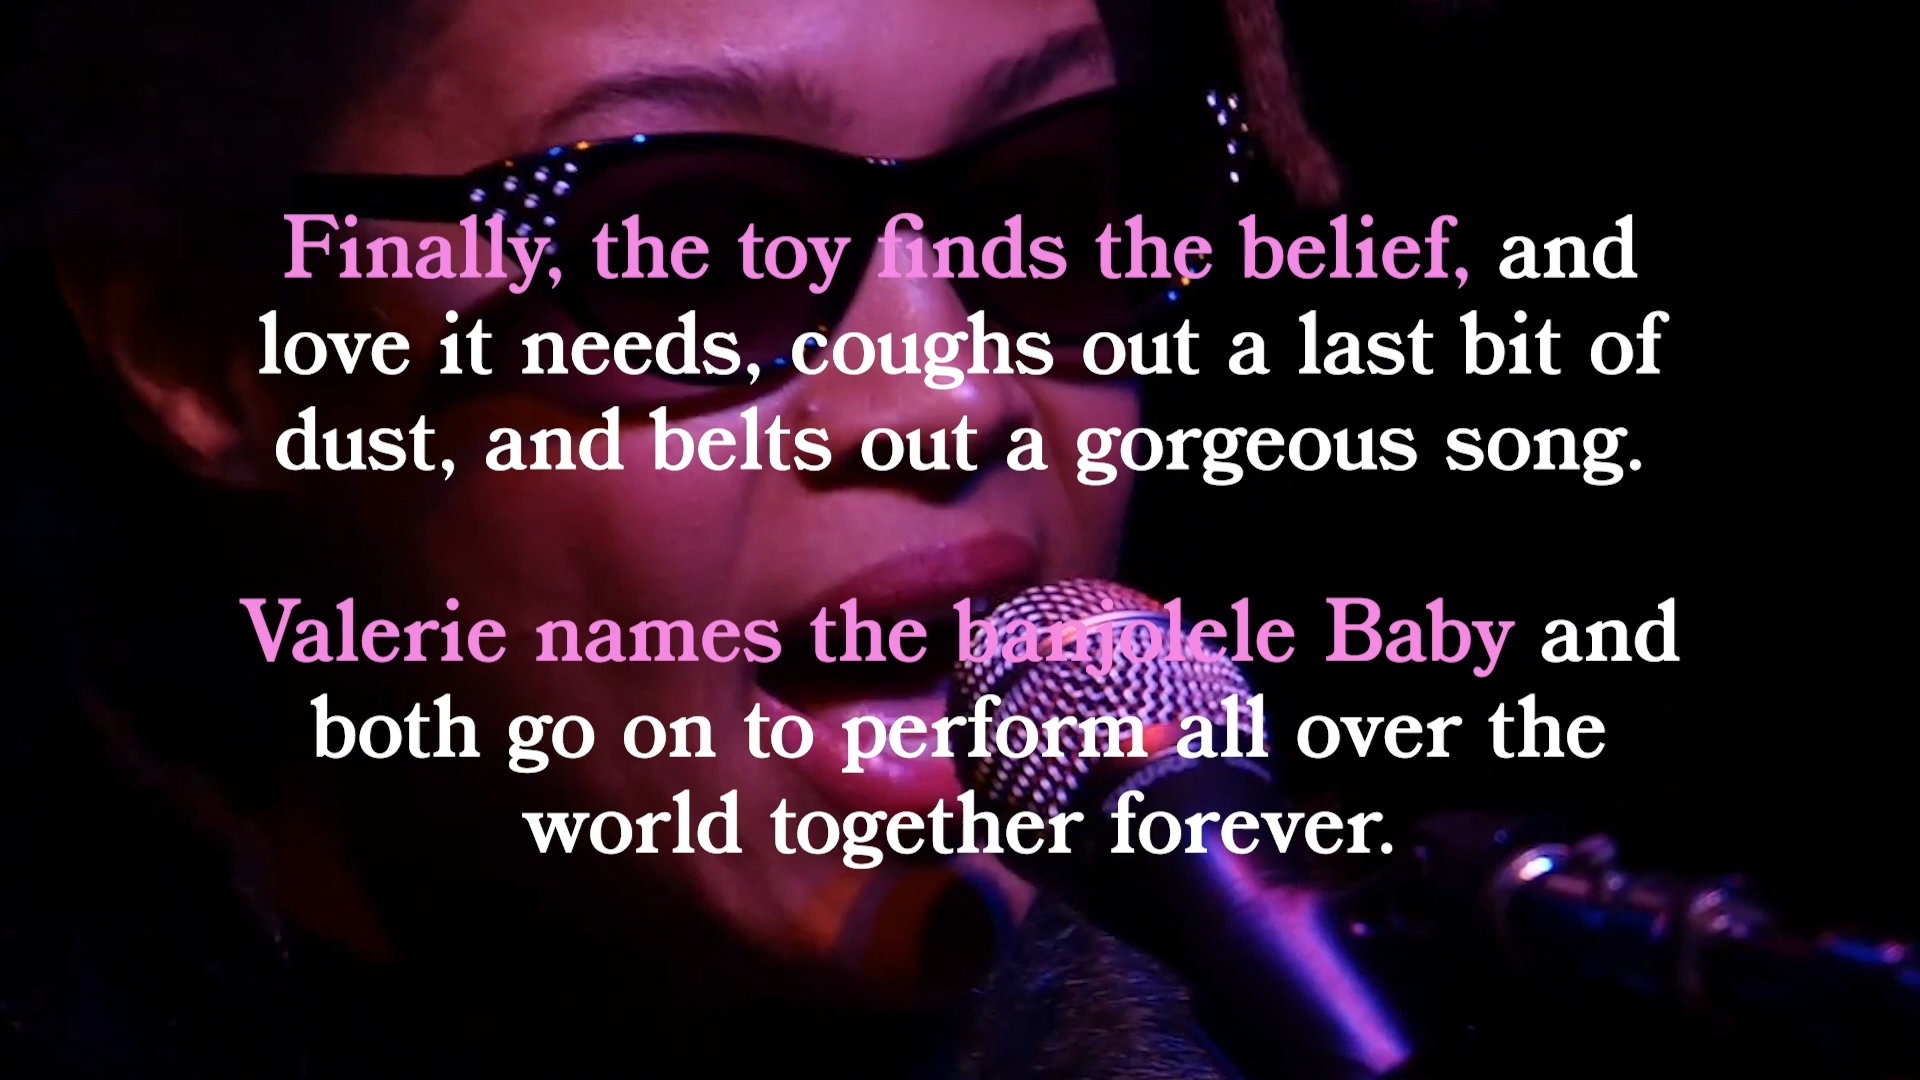 Finally, the toy finds the belief, and
love it needs, coughs out a last bit of
dust, and belts out a gorgeous song.
Valerie names the banjolele Baby and
both go on to perform all over the
world together forever.